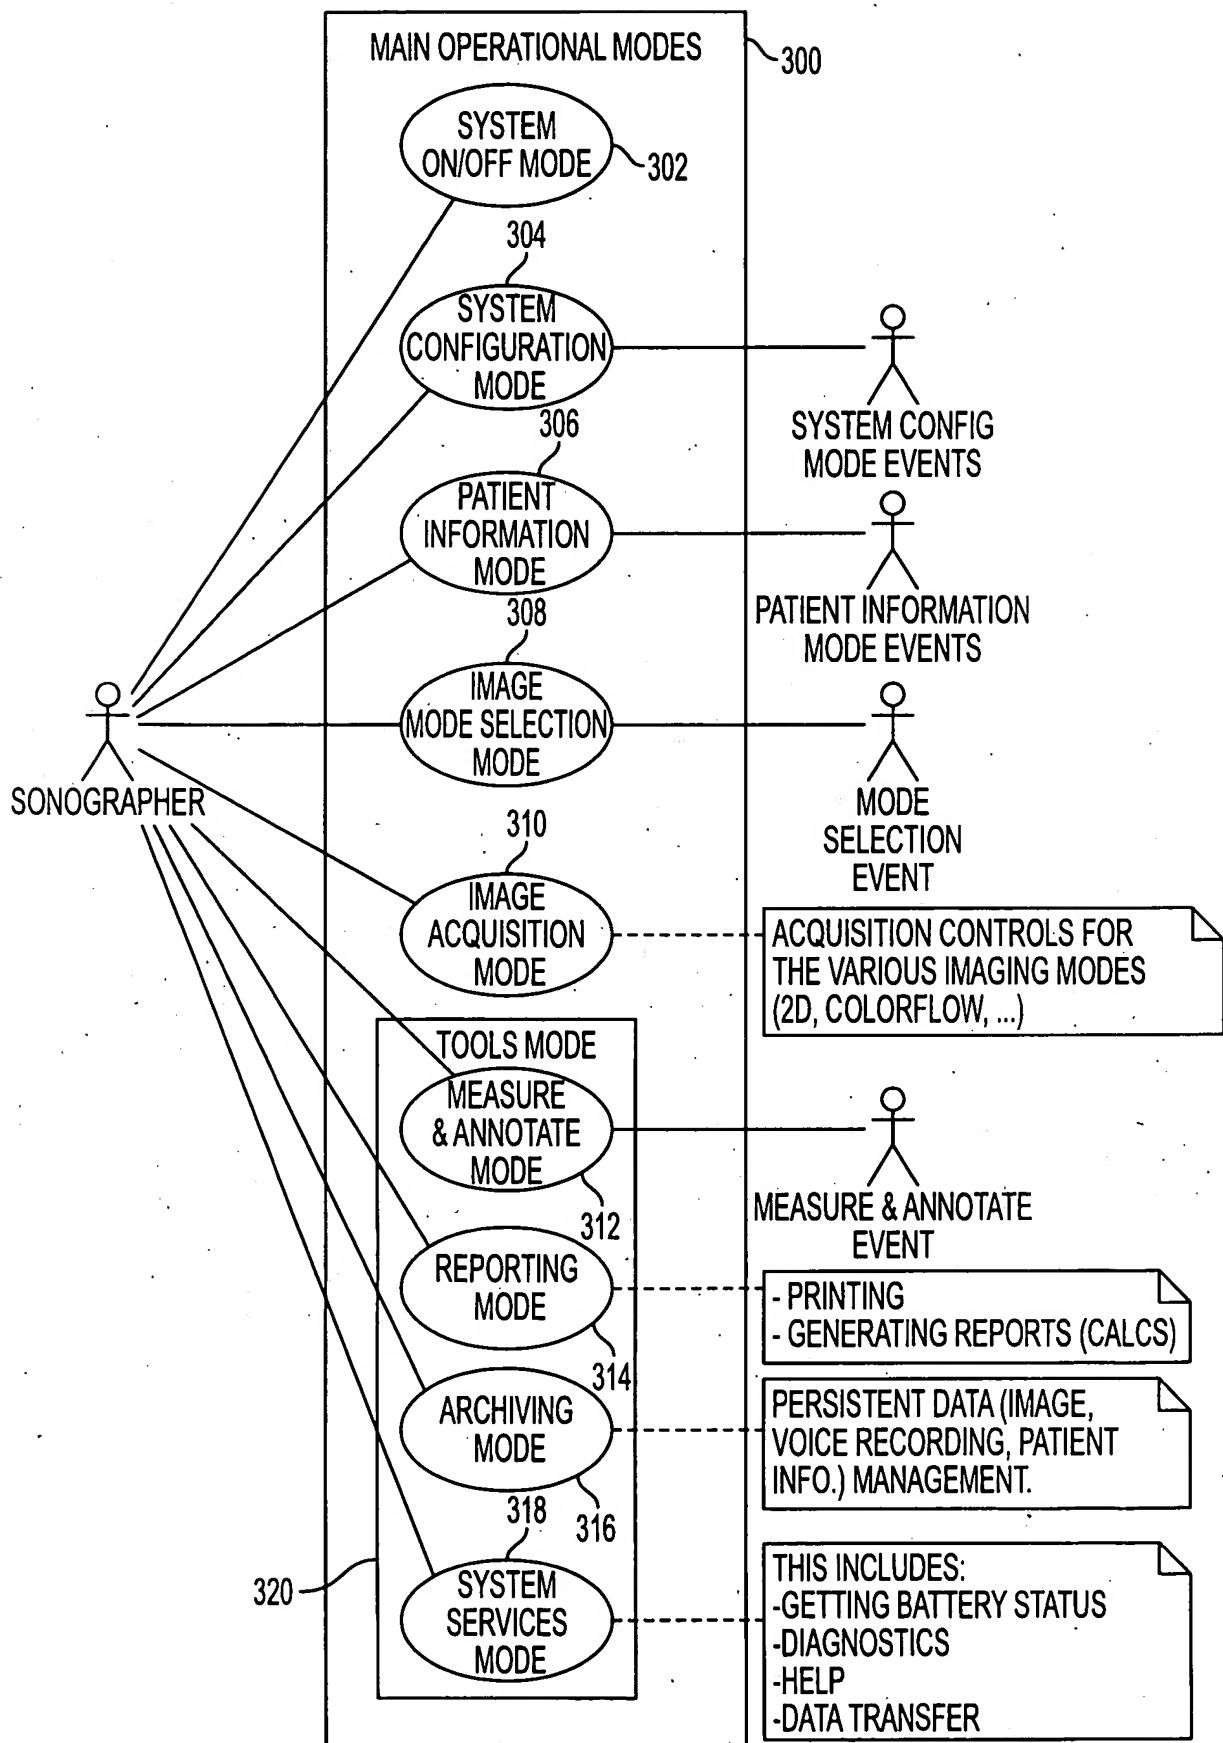 MAIN OPERATIONAL MODES
300
SYSTEM
ON/OFF MODE
302
304
SYSTEM
CONFIGURATION
MODE
SYSTEM CONFIG
MODE EVENTS
306
PATIENT
INFORMATION
MODE
PATIENT INFORMATION
MODE EVENTS
308
IMAGE
MODE SELECTION
MODE
SONOGRAPHER
MODE
SELECTION
EVENT
310
IMAGE
ACQUISITION
MODE
ACQUISITION CONTROLS FOR
THE VARIOUS IMAGING MODES
(2D, COLORFLOW, ...)
TOOLS MODE
MEASURE
& ANNOTATE
MODE
312
MEASURE & ANNOTATE
EVENT
REPORTING
MODE
314
- PRINTING
- GENERATING REPORTS (CALCS)
ARCHIVING
MODE
316
PERSISTENT DATA (IMAGE,
VOICE RECORDING, PATIENT
INFO.) MANAGEMENT.
318
320
SYSTEM
SERVICES
MODE
THIS INCLUDES:
-GETTING BATTERY STATUS
-DIAGNOSTICS
-HELP
-DATA TRANSFER